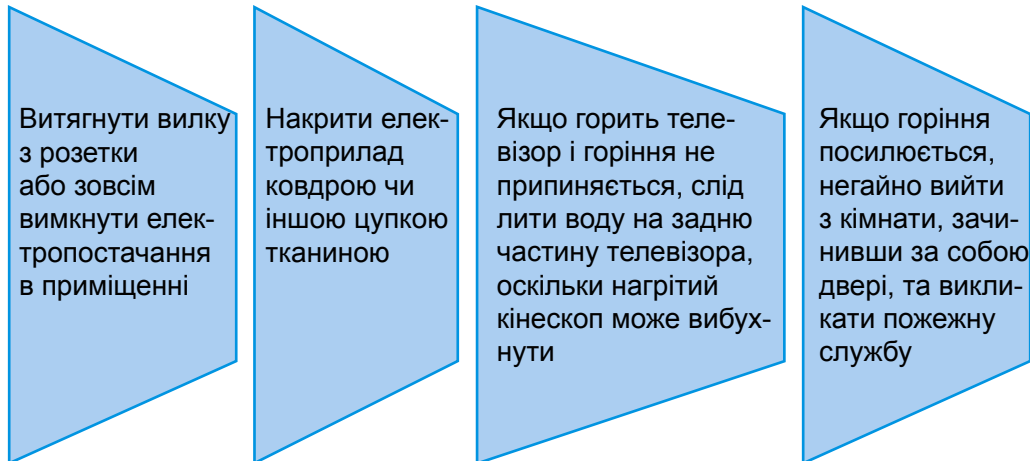 Витягнути вилку
з розетки
або зовсім
вимкнути елек-
тропостачання
в приміщенні
Накрити елек-
троприлад
ковдрою чи
іншою цупкою
тканиною
Якщо горить теле-
візор і горіння не
припиняється, слід
лити воду на задню
частину телевізора,
оскільки нагрітий
кінескоп може вибух-
нути
Якщо горіння
посилюється,
негайно вийти
з кімнати, зачи-
нивши за собою
двері, та викли-
кати пожежну
службу